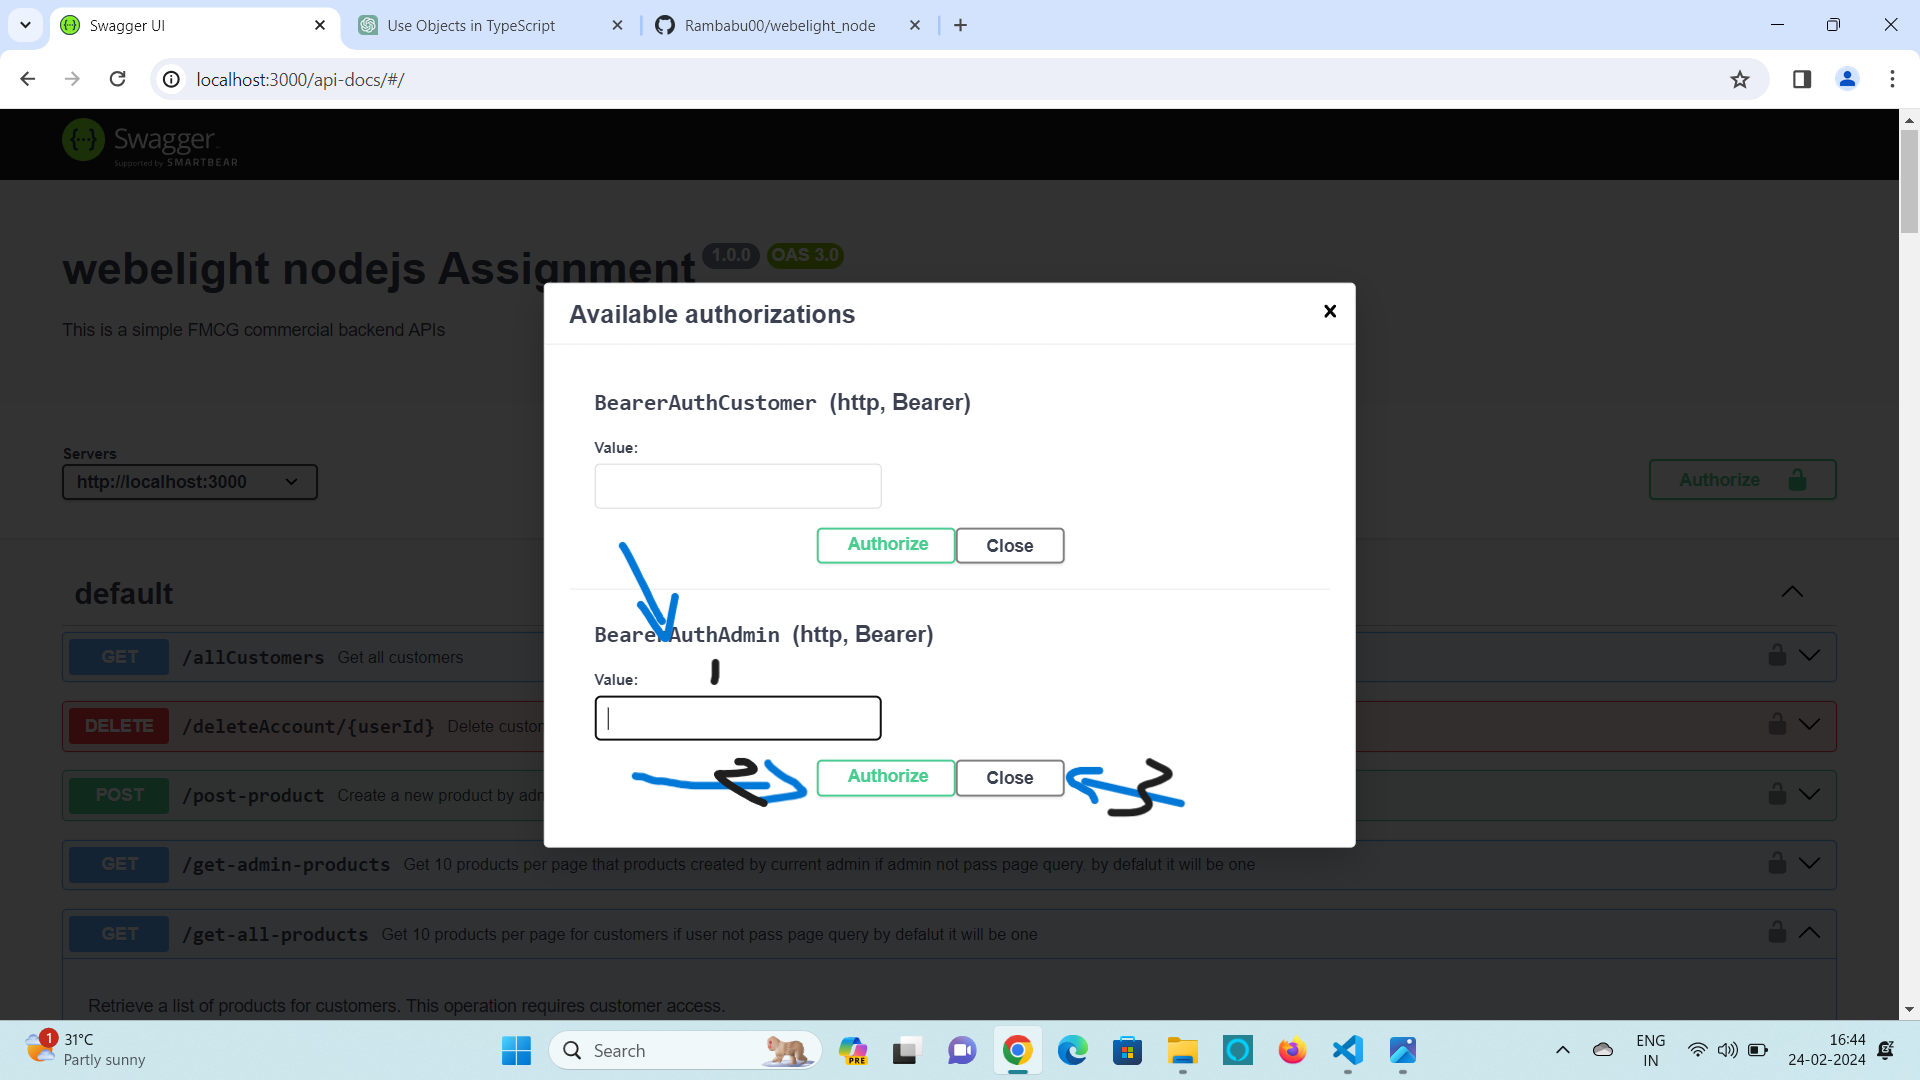 Swagger UI
Use Objects in TypeScript
Rambabu00/webelight_node
localhost:3000/api-docs/#/
Swagger
Supported by SMARTBEAR
webelight nodejs Assignment 1.0.0 OAS 3.0
This is a simple FMCG commercial backend APIs
Available authorizations
BearerAuthCustomer (http, Bearer)
Value:
Authorize Close
Servers
http://localhost:3000
Authorize
BearerAuthAdmin (http, Bearer)
1
Value:
2 Authorize Close 3
default
GET /allCustomers Get all customers
DELETE /deleteAccount/{userId} Delete custor
POST /post-product Create a new product by adn
GET /get-admin-products Get 10 products per page that products created by current admin if admin not pass page query. by defalut it will be one
GET /get-all-products Get 10 products per page for customers if user not pass page query by defalut it will be one
Retrieve a list of products for customers. This operation requires customer access.
1
31°C
Partly sunny
Search
PRE
ENG
IN
16:44
24-02-2024